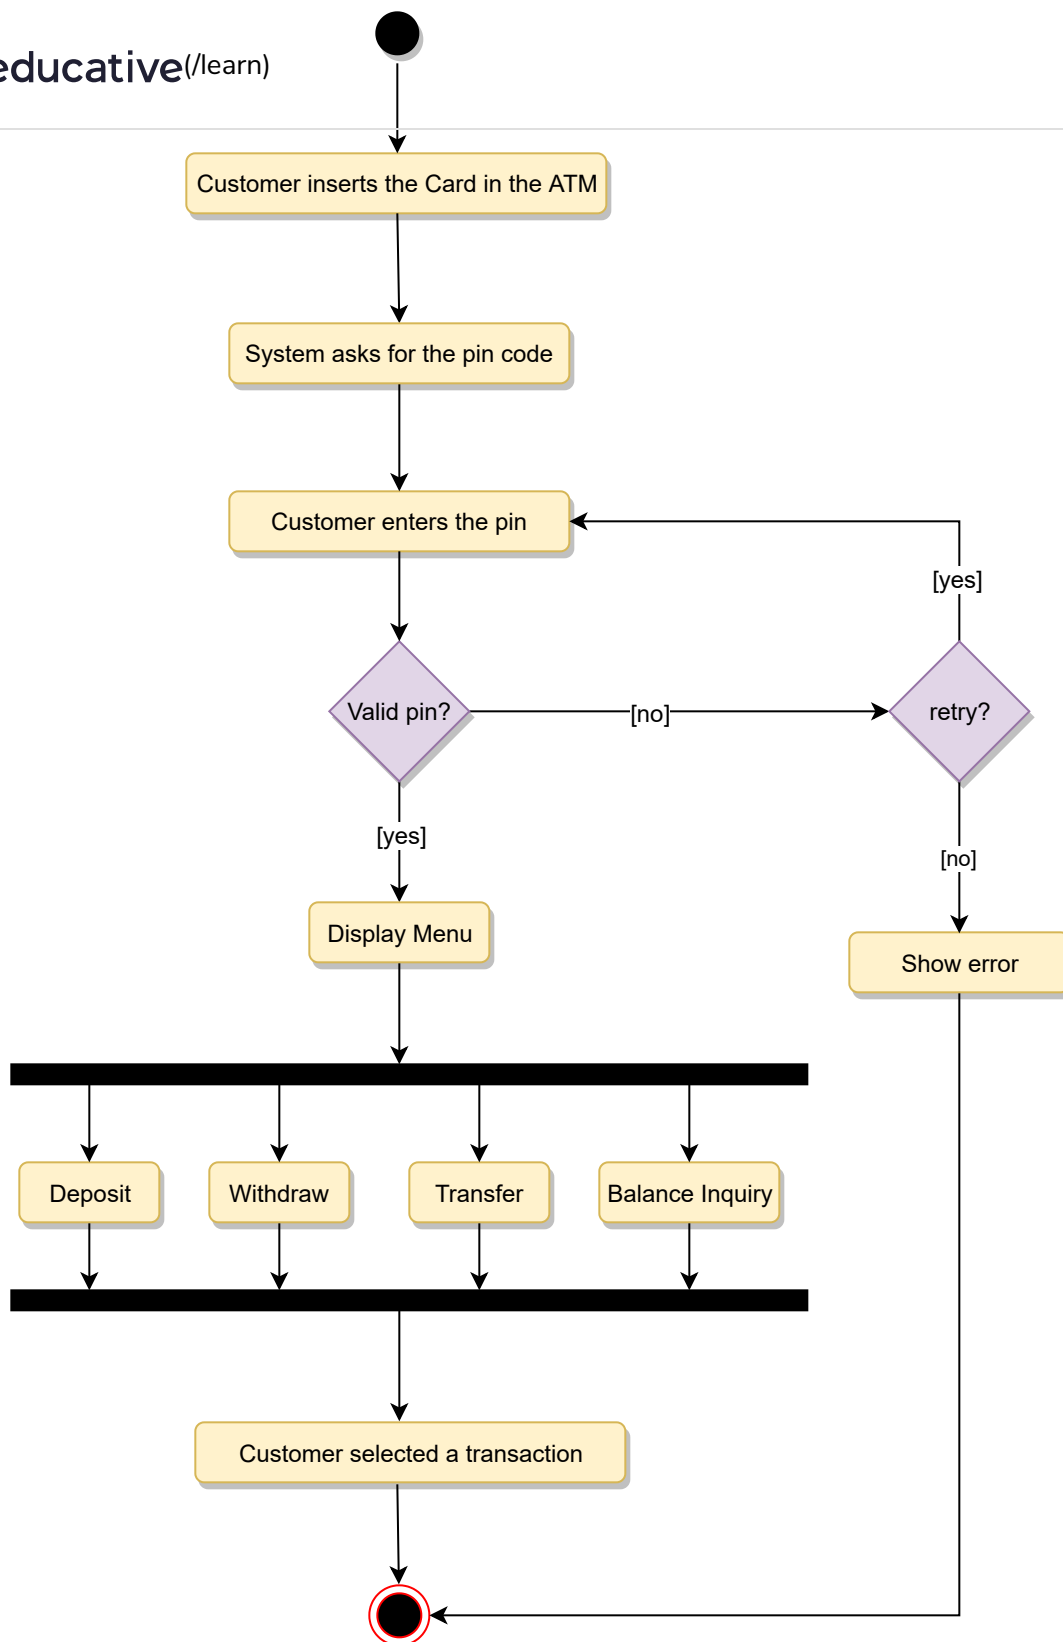 educative(/learn)
Customer inserts the Card in the ATM
System asks for the pin code
Customer enters the pin
[yes]
Valid pin?
[no]
retry?
[yes]
[no]
Display Menu
Show error
Deposit
Withdraw
Transfer
Balance Inquiry
Customer selected a transaction